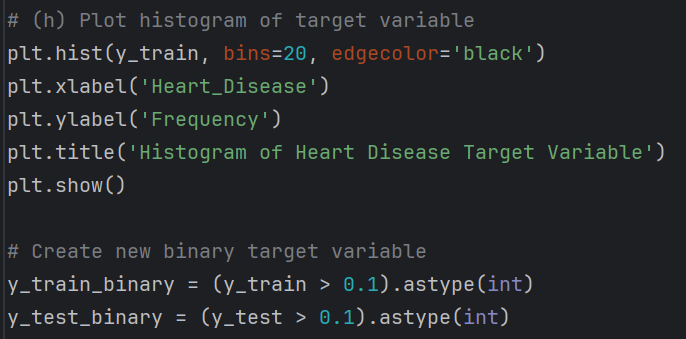 # (h) Plot histogram of target variable
plt.hist(y_train, bins=20, edgecolor='black')
plt.xlabel('Heart_Disease')
plt.ylabel('Frequency')
plt.title('Histogram of Heart Disease Target Variable')
plt.show()
# Create new binary target variable
y_train_binary = (y_train > 0.1).astype(int)
y_test_binary = (y_test > 0.1).astype(int)